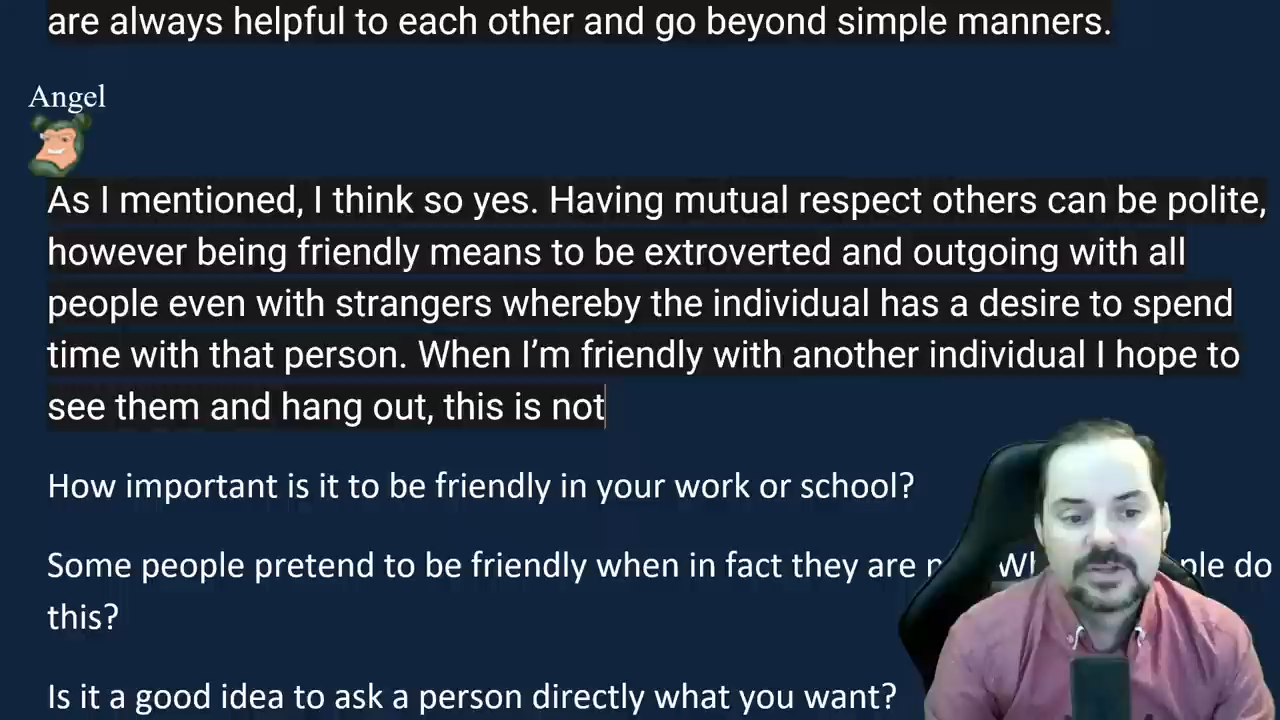 are always helpful to each other and go beyond simple manners.
Angel
As I mentioned, I think so yes. Having mutual respect others can be polite,
however being friendly means to be extroverted and outgoing with all
people even with strangers whereby the individual has a desire to spend
time with that person. When I’m friendly with another individual I hope to
see them and hang out, this is not
How important is it to be friendly in your work or school?
Some people pretend to be friendly when in fact they are do
this?
Is it a good idea to ask a person directly what you want?